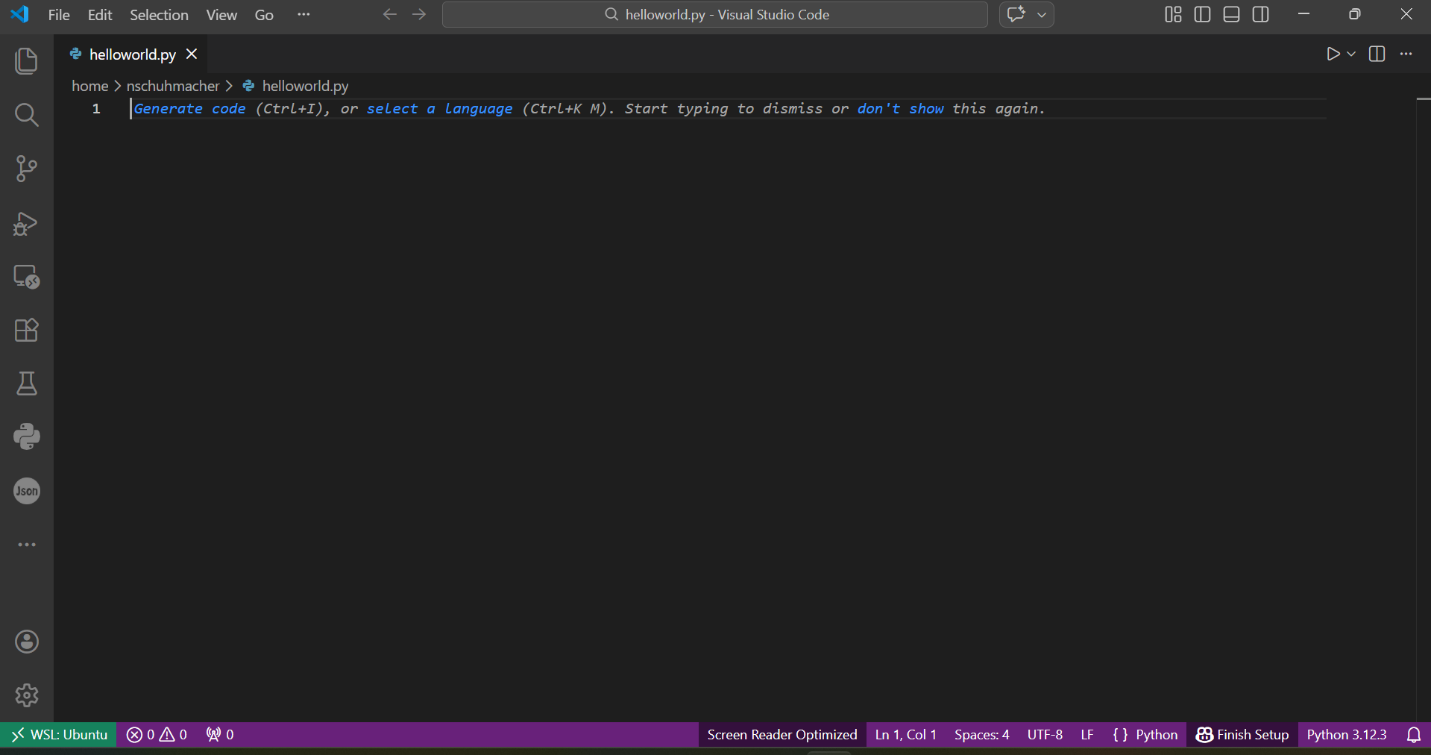 File Edit Selection View Go ... helloworld.py - Visual Studio Code
helloworld.py
home > nschuhmacher > helloworld.py
1 Generate code (Ctrl+I), or select a language (Ctrl+K M). Start typing to dismiss or don't show this again.
Json
WSL: Ubuntu 0 0 0 Screen Reader Optimized Ln 1, Col 1 Spaces: 4 UTF-8 LF { } Python Finish Setup Python 3.12.3